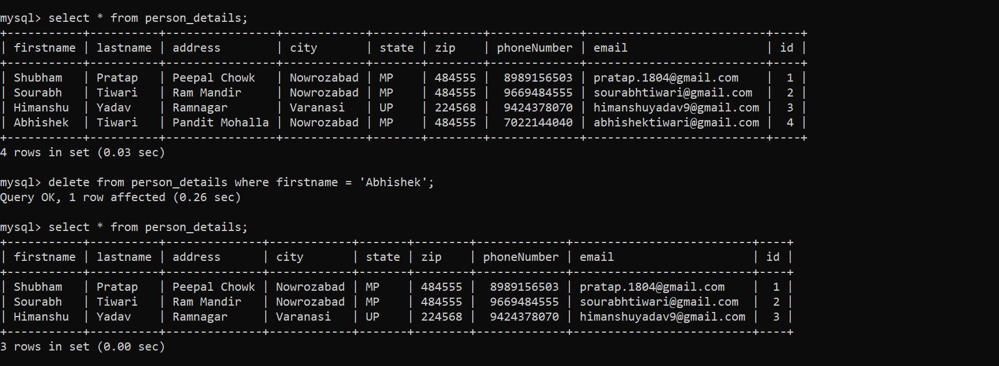 mysql> select * from person_details;
+-----------+----------+----------------+------------+-------+--------+-------------+--------------------------+----+
| firstname | lastname | address        | city       | state | zip    | phoneNumber | email                    | id |
+-----------+----------+----------------+------------+-------+--------+-------------+--------------------------+----+
| Shubham   | Pratap   | Peepal Chowk   | Nowrozabad | MP    | 484555 |  8989156503 | pratap.1804@gmail.com    |  1 |
| Sourabh   | Tiwari   | Ram Mandir     | Nowrozabad | MP    | 484555 |  9669484555 | sourabhtiwari@gmail.com  |  2 |
| Himanshu  | Yadav    | Ramnagar       | Varanasi   | UP    | 224568 |  9424378070 | himanshuyadav9@gmail.com |  3 |
| Abhishek  | Tiwari   | Pandit Mohalla | Nowrozabad | MP    | 484555 |  7022144040 | abhishektiwari@gmail.com |  4 |
+-----------+----------+----------------+------------+-------+--------+-------------+--------------------------+----+
4 rows in set (0.03 sec)

mysql> delete from person_details where firstname = 'Abhishek';
Query OK, 1 row affected (0.26 sec)

mysql> select * from person_details;
+-----------+----------+--------------+------------+-------+--------+-------------+--------------------------+----+
| firstname | lastname | address      | city       | state | zip    | phoneNumber | email                    | id |
+-----------+----------+--------------+------------+-------+--------+-------------+--------------------------+----+
| Shubham   | Pratap   | Peepal Chowk | Nowrozabad | MP    | 484555 |  8989156503 | pratap.1804@gmail.com    |  1 |
| Sourabh   | Tiwari   | Ram Mandir   | Nowrozabad | MP    | 484555 |  9669484555 | sourabhtiwari@gmail.com  |  2 |
| Himanshu  | Yadav    | Ramnagar     | Varanasi   | UP    | 224568 |  9424378070 | himanshuyadav9@gmail.com |  3 |
+-----------+----------+--------------+------------+-------+--------+-------------+--------------------------+----+
3 rows in set (0.00 sec)